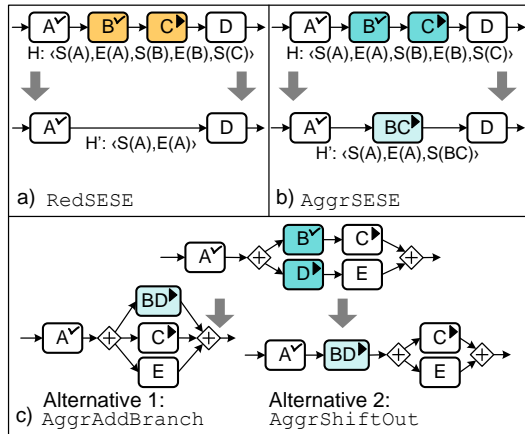 A B C D
H: ‹S(A),E(A),S(B),E(B),S(C)›
A D
H’: ‹S(A),E(A)›
a) RedSESE
A B C D
H: ‹S(A),E(A),S(B),E(B),S(C)›
A BC D
H’: ‹S(A),E(A),S(BC)›
b) AggrSESE
B C
A
D E
BD
A C
E
A BD C
E
Alternative 1:
c) AggrAddBranch
Alternative 2:
AggrShiftOut